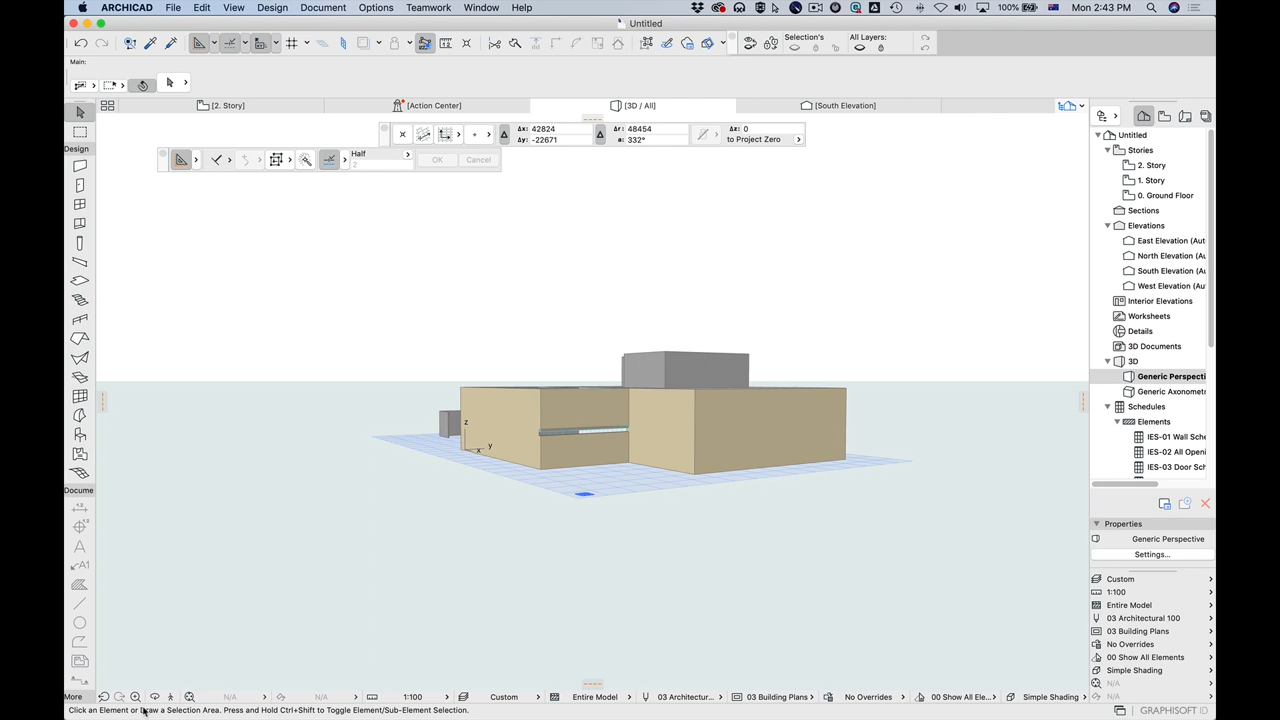 ARCHICAD File Edit View Design Document Options Teamwork Window Help 100% Mon 2:43 PM
Untitled
Selection's All Layers:
Main:
[2. Story] [Action Center] [3D / All] [South Elevation]
Δx: 42824 Δr: 48454 Δz: 0
Δy: -22671 a: 332° to Project Zero
Half
2
OK Cancel
Design
Docume
More
A
A1
z
y
x
Untitled
Stories
2. Story
1. Story
0. Ground Floor
Sections
Elevations
East Elevation (Aut
North Elevation (Au
South Elevation (Au
West Elevation (Aut
Interior Elevations
Worksheets
Details
3D Documents
3D
Generic Perspecti
Generic Axonomet
Schedules
Elements
IES-01 Wall Sche
IES-02 All Openi
IES-03 Door Sch
Properties
Generic Perspective
Settings...
Custom
1:100
Entire Model
03 Architectural 100
03 Building Plans
No Overrides
00 Show All Elements
Simple Shading
N/A
N/A
N/A N/A 1:100 Custom Entire Model 03 Architectur... 03 Building Plans No Overrides 00 Show All Ele... Simple Shading
Click an Element or Draw a Selection Area. Press and Hold Ctrl+Shift to Toggle Element/Sub-Element Selection.
GRAPHISOFT ID